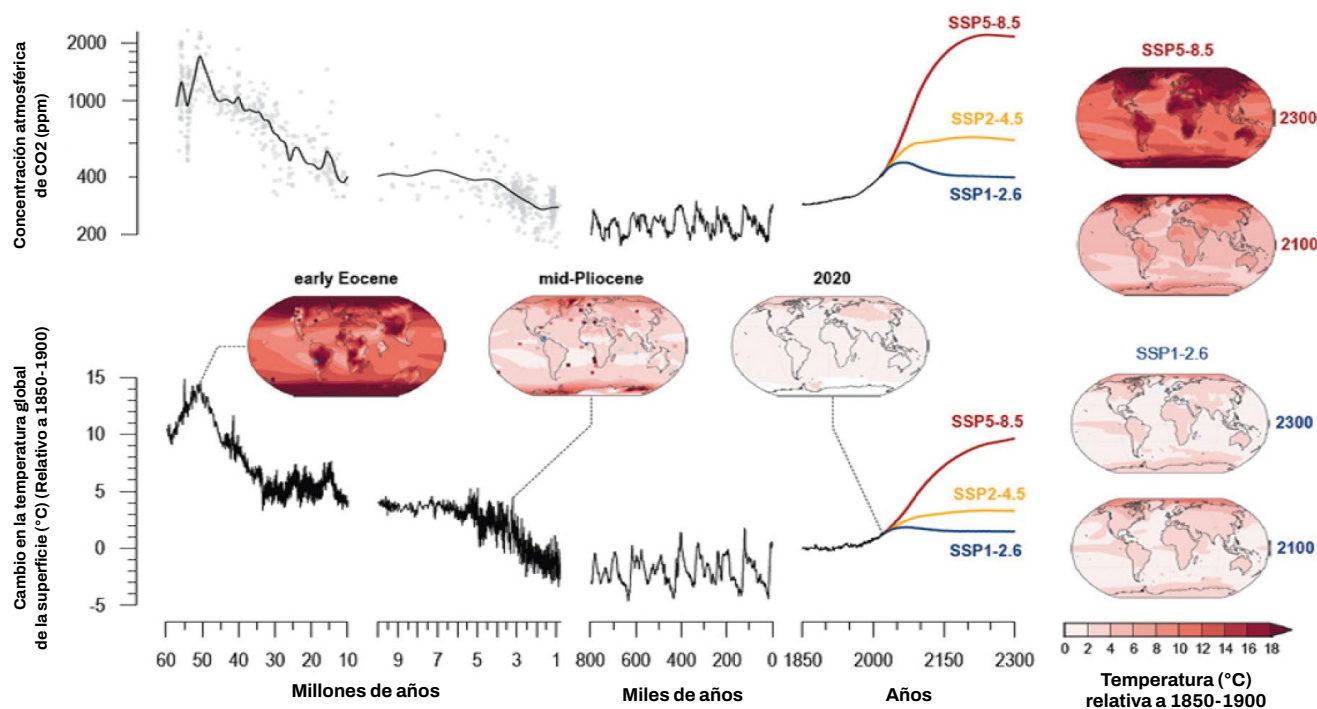 Concentración atmosférica
de CO2 (ppm)
2000
1000
400
200
SSP5-8.5
SSP2-4.5
SSP1-2.6
SSP5-8.5
2300
2100
early Eocene
mid-Pliocene
2020
Cambio en la temperatura global
de la superficie (°C) (Relativo a 1850-1900)
15
10
5
0
-5
SSP5-8.5
SSP2-4.5
SSP1-2.6
SSP1-2.6
2300
2100
60 50 40 30 20 10
9 7 5 3 1
800 600 400 200 0
1850 2000 2150 2300
Millones de años
Miles de años
Años
0 2 4 6 8 10 12 14 16 18
Temperatura (°C)
relativa a 1850-1900